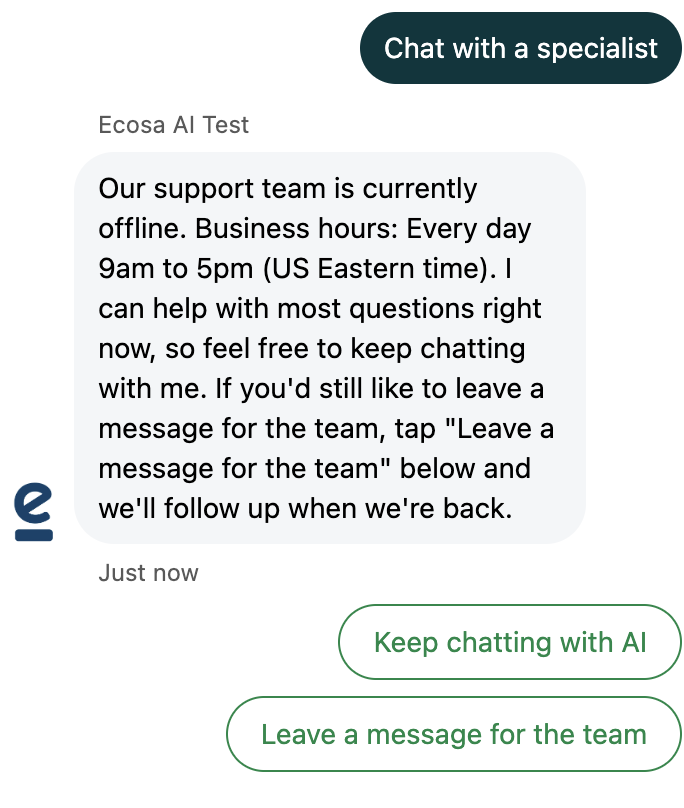 Chat with a specialist
Ecosa AI Test
Our support team is currently
offline. Business hours: Every day
9am to 5pm (US Eastern time). I
can help with most questions right
now, so feel free to keep chatting
with me. If you'd still like to leave a
message for the team, tap "Leave a
message for the team" below and
we'll follow up when we're back.
e
Just now
Keep chatting with AI
Leave a message for the team